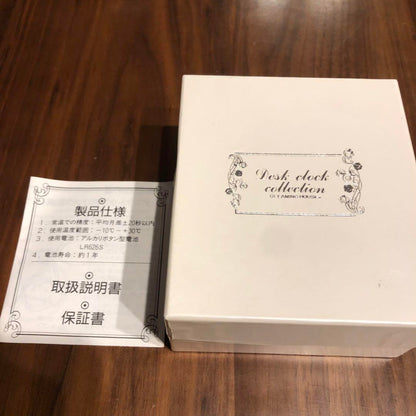 製品仕様
1. 常温での精度:平均月差±20秒以内
2. 使用温度範囲:−10℃~+30℃
3. 使用電池:アルカリボタン型電池
LR626S
4. 電池寿命:約1年
取扱説明書
保証書
Desk clock
collection
GLEAMING HOUSE